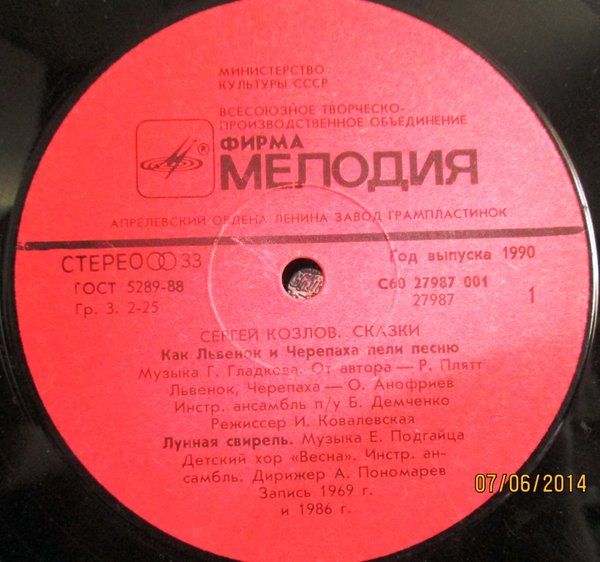 МИНИСТЕРСТВО
КУЛЬТУРЫ СССР
ВСЕСОЮЗНОЕ ТВОРЧЕСКО-
ПРОИЗВОДСТВЕННОЕ ОБЪЕДИНЕНИЕ
ФИРМА
®
МЕЛОДИЯ
АПРЕЛЕВСКИЙ ОРДЕНА ЛЕНИНА ЗАВОД ГРАМПЛАСТИНОК
СТЕРЕО 33
Год выпуска 1990
ГОСТ 5289-88
С60 27987 001
Гр. 3. 2-25
27987
1
СЕРГЕЙ КОЗЛОВ. СКАЗКИ
Как Львенок и Черепаха пели песню
Музыка Г. Гладкова. От автора — Р. Плятт
Львенок, Черепаха — О. Анофриев
Инстр. ансамбль п/у Б. Демченко
Режиссер И. Ковалевская
Лунная свирель. Музыка Е. Подгайца
Детский хор «Весна». Инстр. ан-
самбль. Дирижер А. Пономарев
Запись 1969 г.
и 1986 г.
07/06/2014